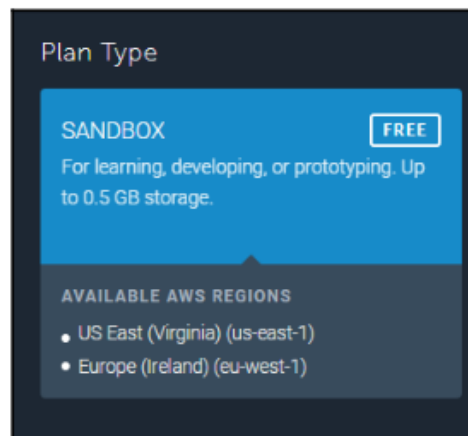 Plan Type
SANDBOX
FREE
For learning, developing, or prototyping. Up
to 0.5 GB storage.
AVAILABLE AWS REGIONS
• US East (Virginia) (us-east-1)
• Europe (Ireland) (eu-west-1)